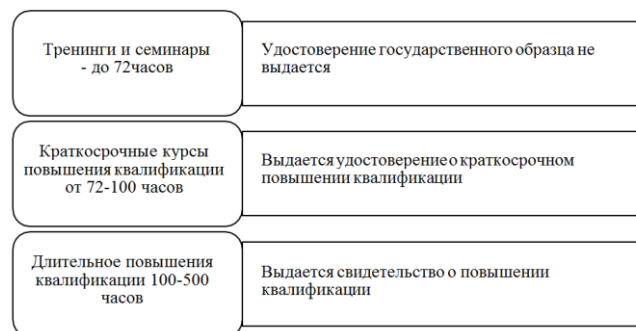 Тренинги и семинары
- до 72часов
Удостоверение государственного образца не
выдается
Краткосрочные курсы
повышения квалификации
от 72-100 часов
Выдается удостоверение о краткосрочном
повышении квалификации
Длительное повышения
квалификации 100-500
часов
Выдается свидетельство о повышении
квалификации